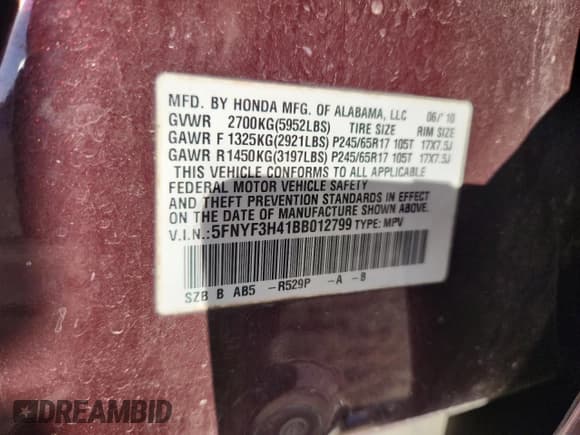 MFD. BY HONDA MFG. OF ALABAMA, LLC 06/'10
GVWR 2700KG(5952LBS) TIRE SIZE RIM SIZE
GAWR F 1325KG(2921LBS) P245/65R17 105T 17X7.5J
GAWR R1450KG(3197LBS) P245/65R17 105T 17X7.5J
THIS VEHICLE CONFORMS TO ALL APPLICABLE
FEDERAL MOTOR VEHICLE SAFETY
AND THEFT PREVENTION STANDARDS IN EFFECT
ON THE DATE OF MANUFACTURE SHOWN ABOVE.
V.I.N.:5FNYF3H41BB012799 TYPE: MPV
SZB B AB5 -R529P -A -B
DREAMBID